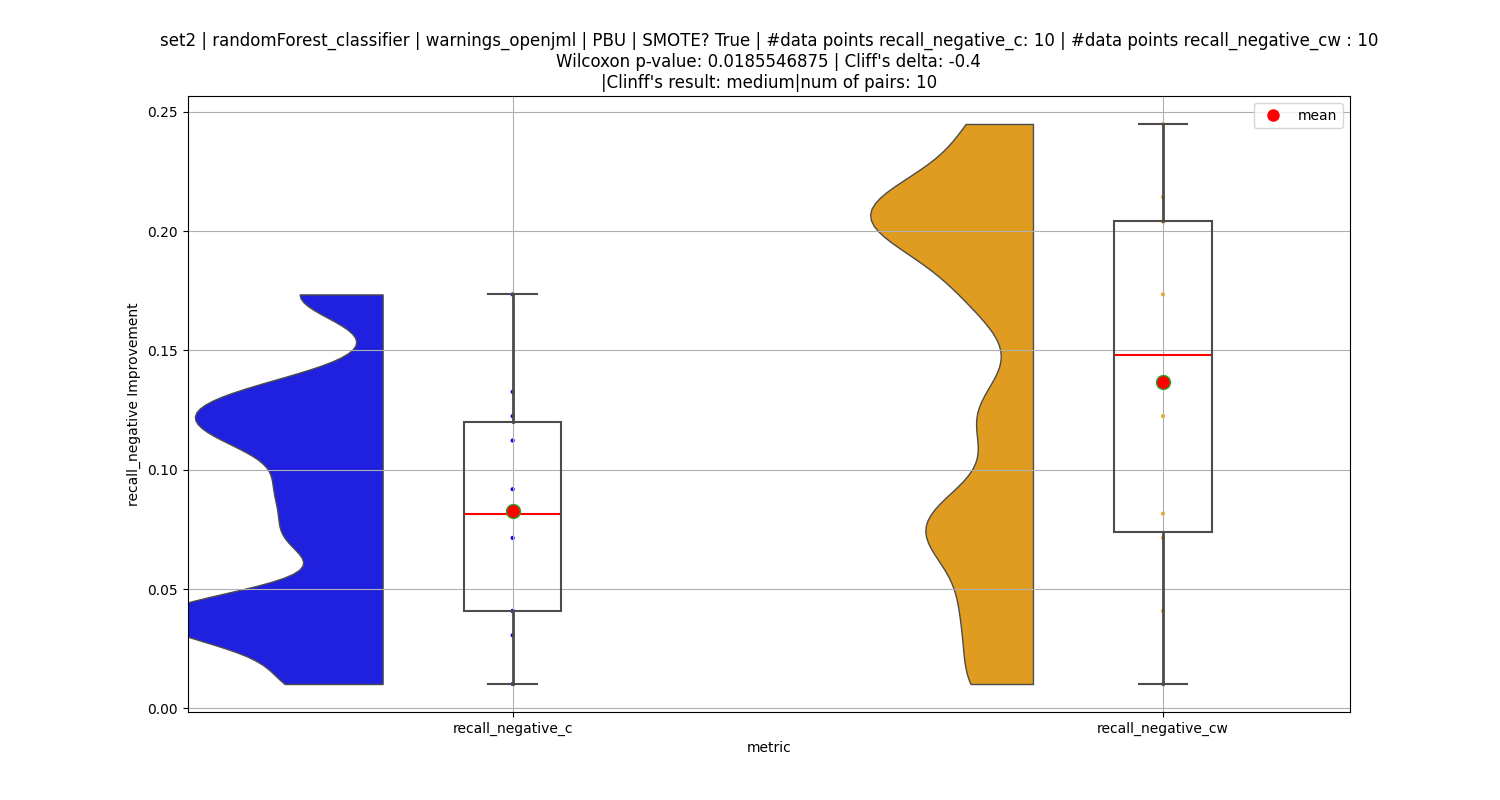 set2 | randomForest_classifier | warnings_openjml | PBU | SMOTE? True | #data points recall_negative_c: 10 | #data points recall_negative_cw : 10
Wilcoxon p-value: 0.0185546875 | Cliff's delta: -0.4
|Clinff's result: medium|num of pairs: 10
mean
0.25
0.20
0.15
0.10
0.05
0.00
recall_negative Improvement
recall_negative_c
recall_negative_cw
metric